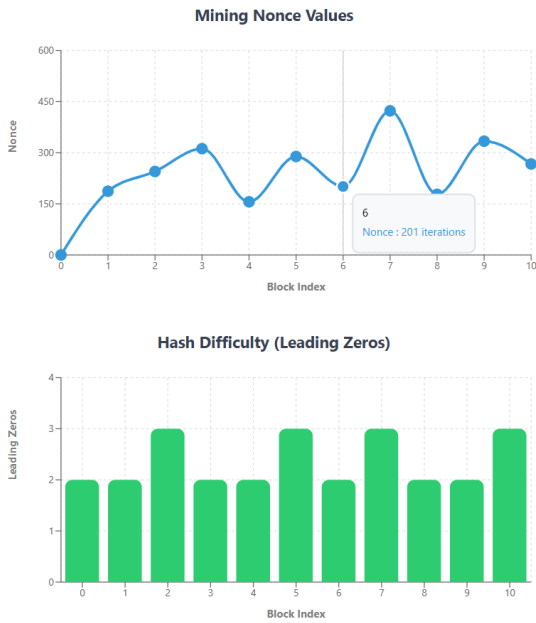 Mining Nonce Values
600
450
300
150
0
Nonce
0 1 2 3 4 5 6 7 8 9 10
6
Nonce : 201 iterations
Block Index
Hash Difficulty (Leading Zeros)
4
3
2
1
0
Leading Zeros
0 1 2 3 4 5 6 7 8 9 10
Block Index